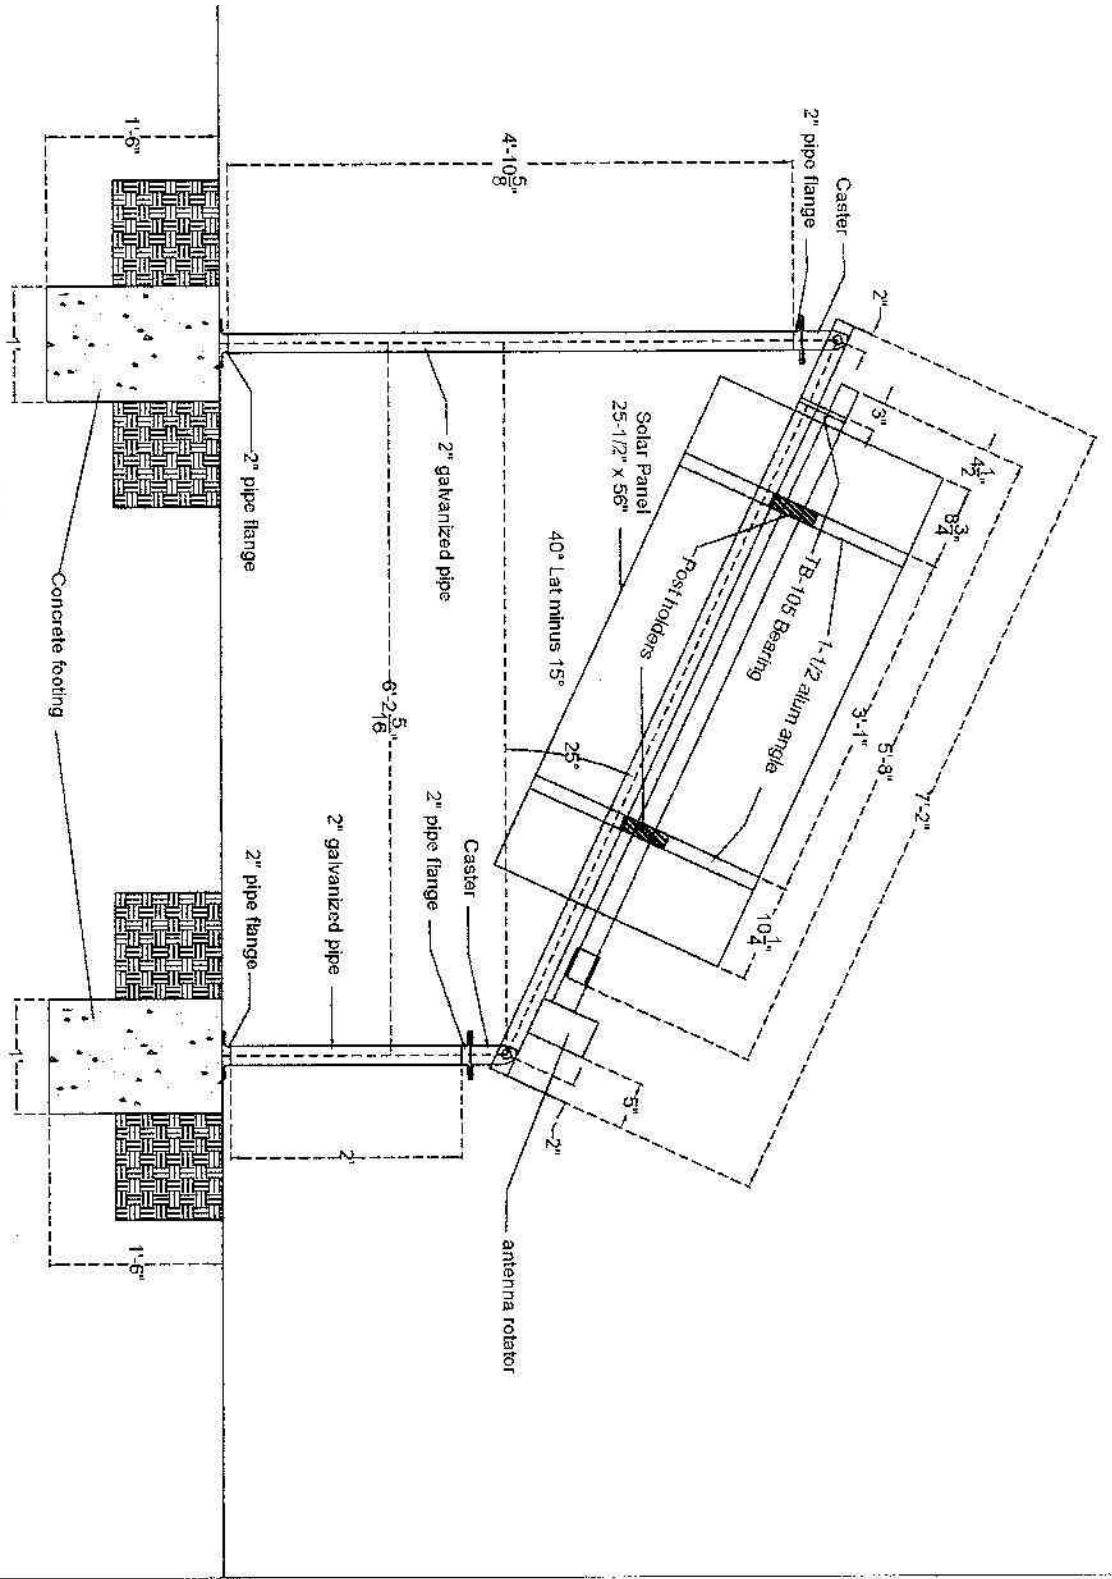 2"
3"
4 1/2"
8 3/4"
3'-1"
5'-8"
7'-2"
10 1/4"
5"
2"
Caster
2" pipe flange
4'-10 5/8"
1'-6"
Solar Panel
25-1/2" x 56"
40° Lat minus 15°
25°
Post holders
TB-105 Bearing
1-1/2 alum angle
antenna rotator
Caster
2" pipe flange
2" galvanized pipe
2" pipe flange
2" galvanized pipe
2" pipe flange
6'-2 5/16"
2'
Concrete footing
1'-6"
1'
1'